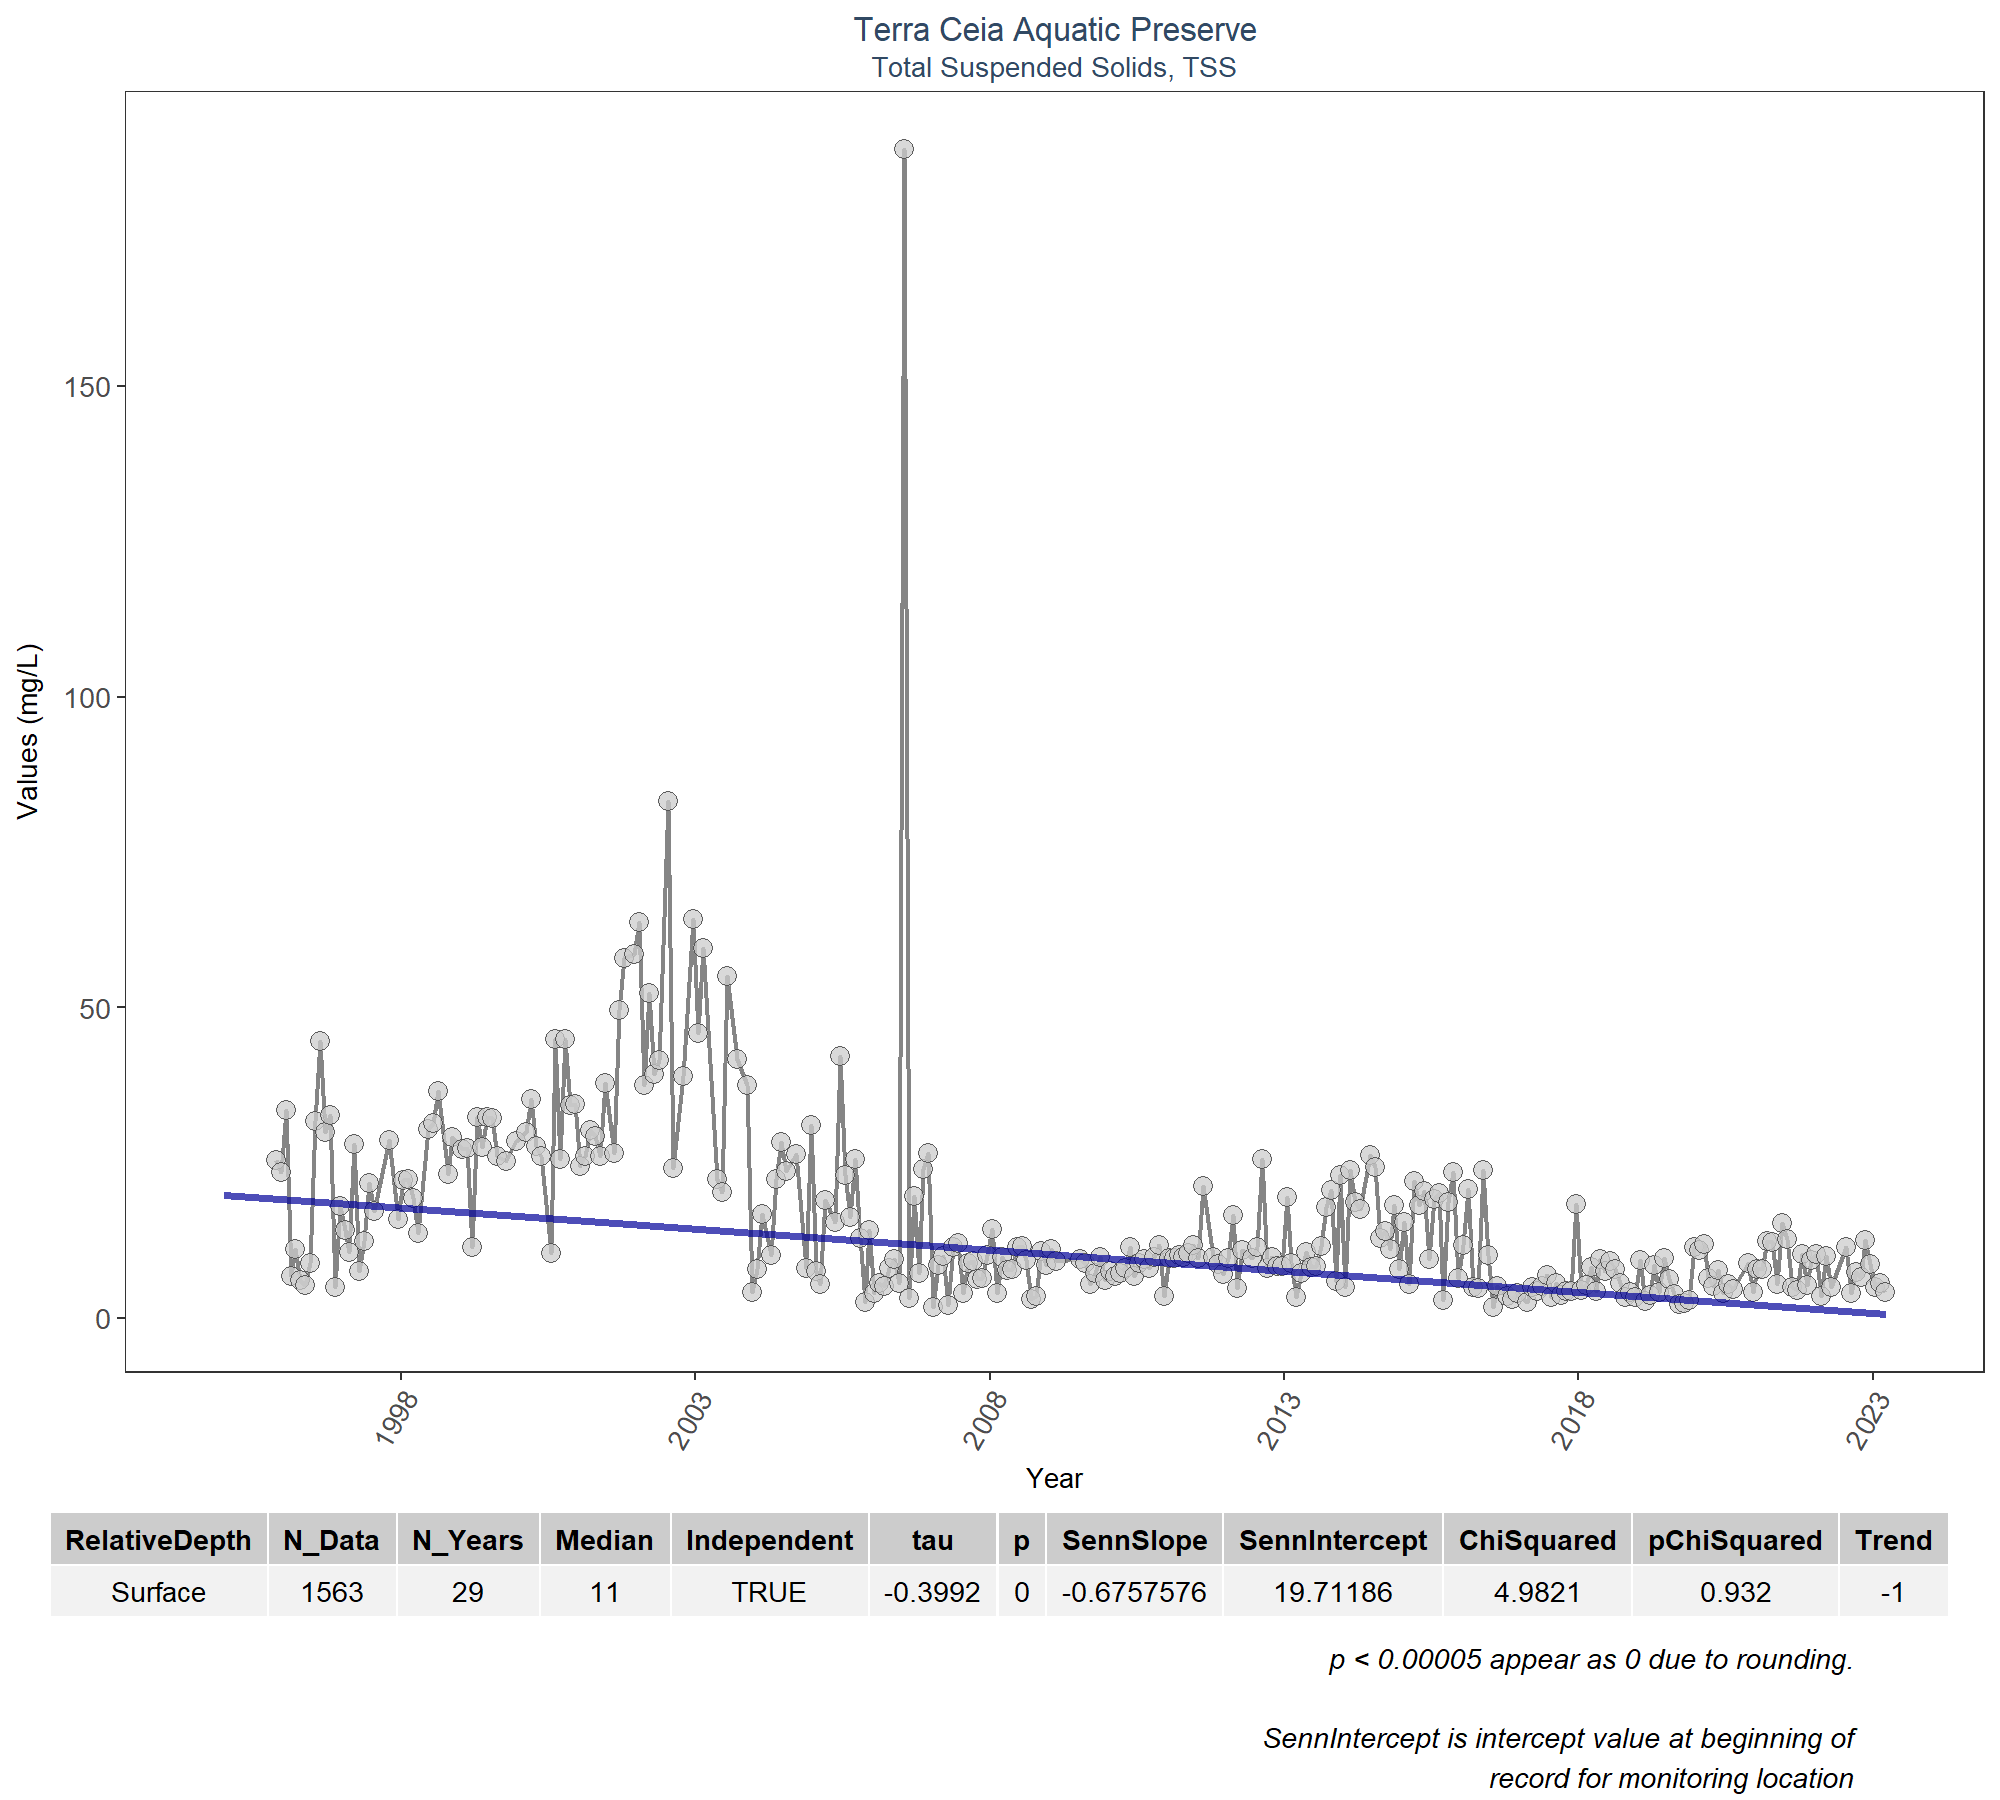 Terra Ceia Aquatic Preserve
Total Suspended Solids, TSS
Values (mg/L)
150
100
50
0
1998
2003
2008
2013
2018
2023
Year
RelativeDepth N_Data N_Years Median Independent tau p SennSlope SennIntercept ChiSquared pChiSquared Trend
Surface 1563 29 11 TRUE -0.3992 0 -0.6757576 19.71186 4.9821 0.932 -1
p < 0.00005 appear as 0 due to rounding.
SennIntercept is intercept value at beginning of
record for monitoring location